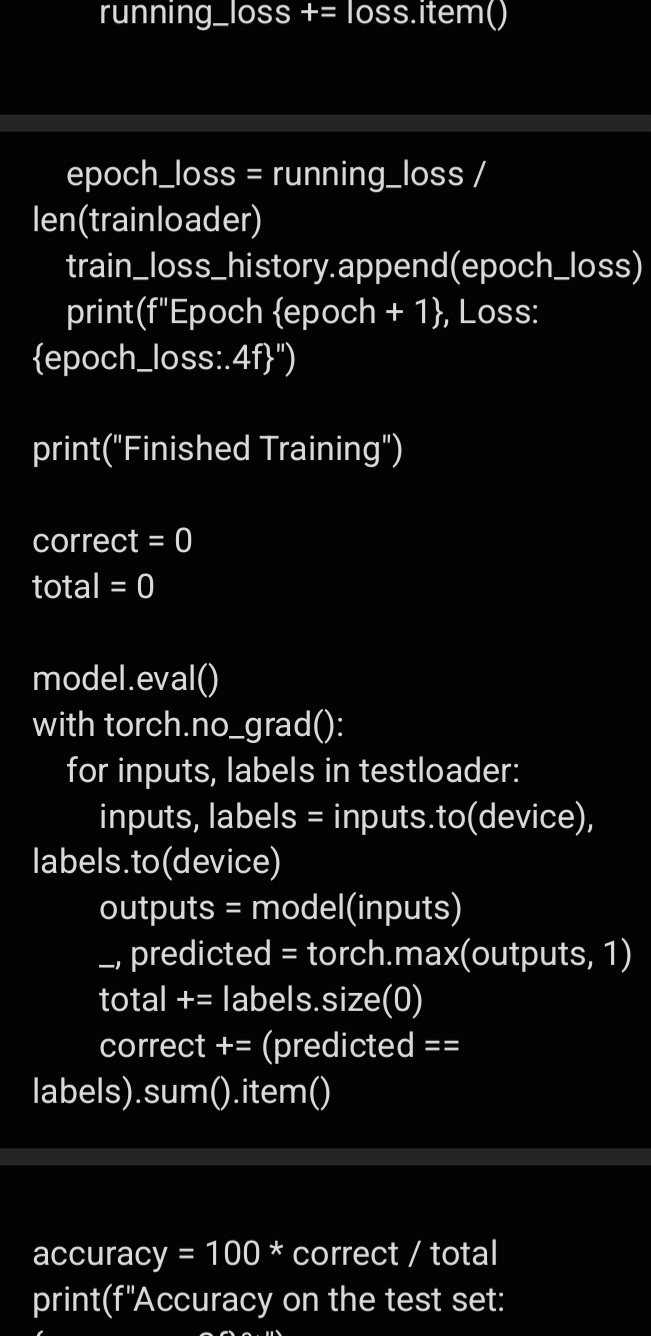 running_loss += loss.item()
epoch_loss = running_loss /
len(trainloader)
train_loss_history.append(epoch_loss)
print(f"Epoch {epoch + 1}, Loss:
{epoch_loss:.4f}")
print("Finished Training")
correct = 0
total = 0
model.eval()
with torch.no_grad():
for inputs, labels in testloader:
inputs, labels = inputs.to(device),
labels.to(device)
outputs = model(inputs)
_, predicted = torch.max(outputs, 1)
total += labels.size(0)
correct += (predicted ==
labels).sum().item()
accuracy = 100 * correct / total
print(f"Accuracy on the test set: